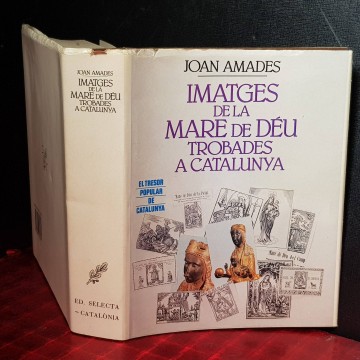 JOAN AMADES
IMATGES
DE LA
MARE DE DÉU
TROBADES
A CATALUNYA
ED. SELECTA
- CATALÒNIA
JOAN AMADES
IMATGES
DE LA
MARE DE DÉU
TROBADES
A CATALUNYA
EL TRESOR
POPULAR
DE
CATALUNYA